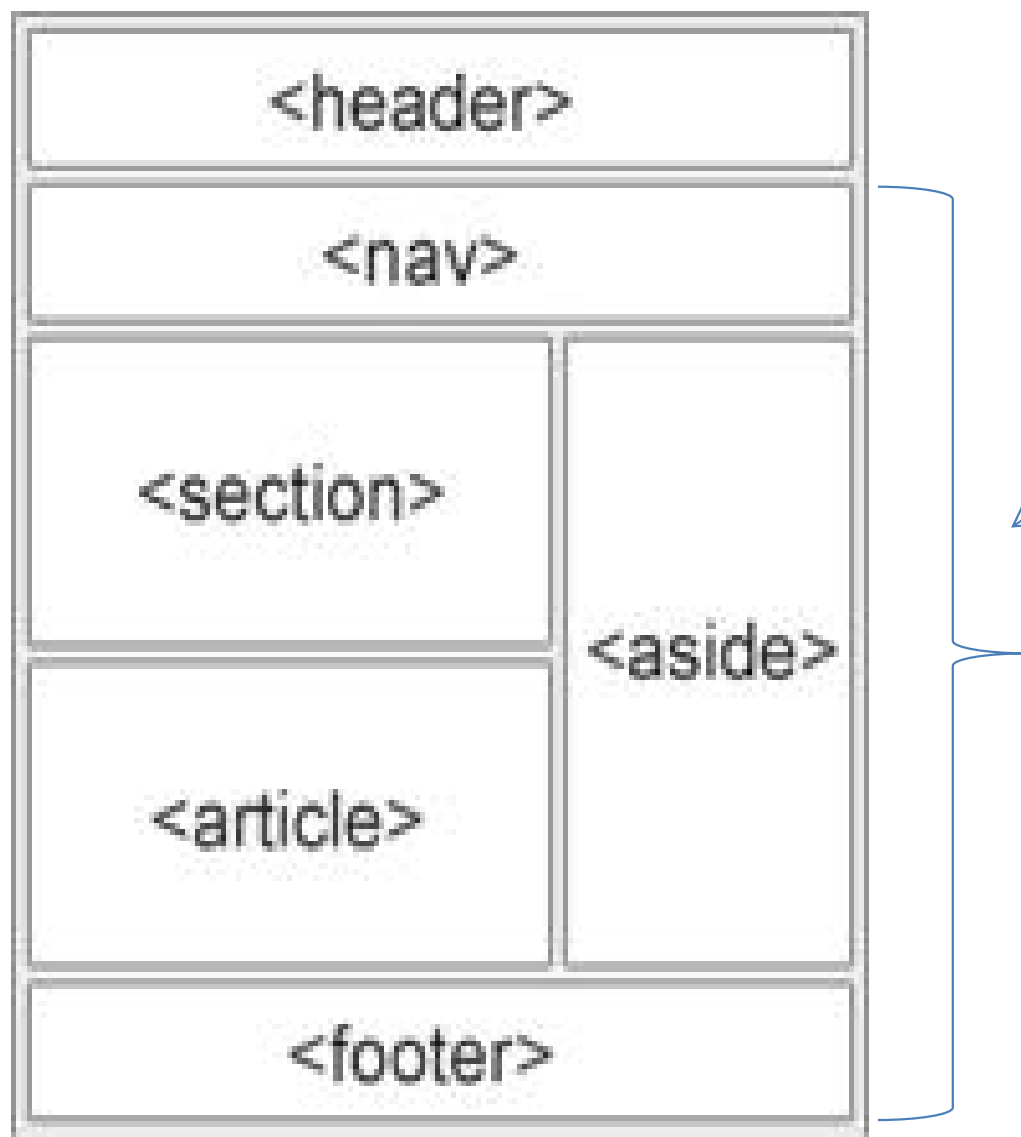 <header>
<nav>
<section>
<aside>
<article>
<footer>